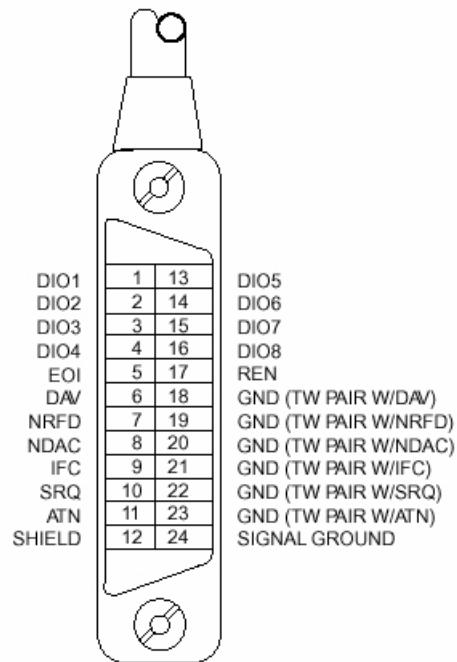 DIO1 1 13 DIO5
DIO2 2 14 DIO6
DIO3 3 15 DIO7
DIO4 4 16 DIO8
EOI 5 17 REN
DAV 6 18 GND (TW PAIR W/DAV)
NRFD 7 19 GND (TW PAIR W/NRFD)
NDAC 8 20 GND (TW PAIR W/NDAC)
IFC 9 21 GND (TW PAIR W/IFC)
SRQ 10 22 GND (TW PAIR W/SRQ)
ATN 11 23 GND (TW PAIR W/ATN)
SHIELD 12 24 SIGNAL GROUND